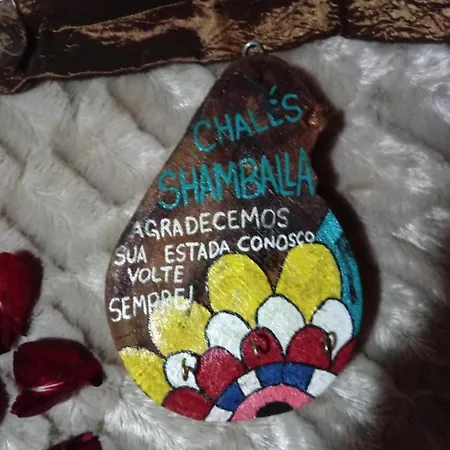 CHALÉS
SHAMBALLA
AGRADECEMOS
SUA ESTADA CONOSCO
VOLTE
SEMPRE!